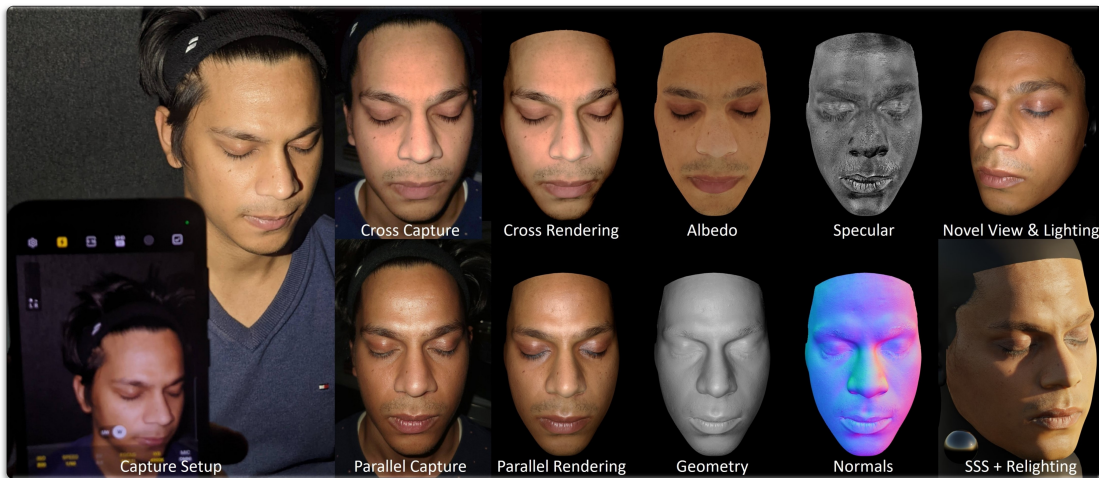 Cross Capture
Cross Rendering
Albedo
Specular
Novel View & Lighting
Capture Setup
Parallel Capture
Parallel Rendering
Geometry
Normals
SSS + Relighting